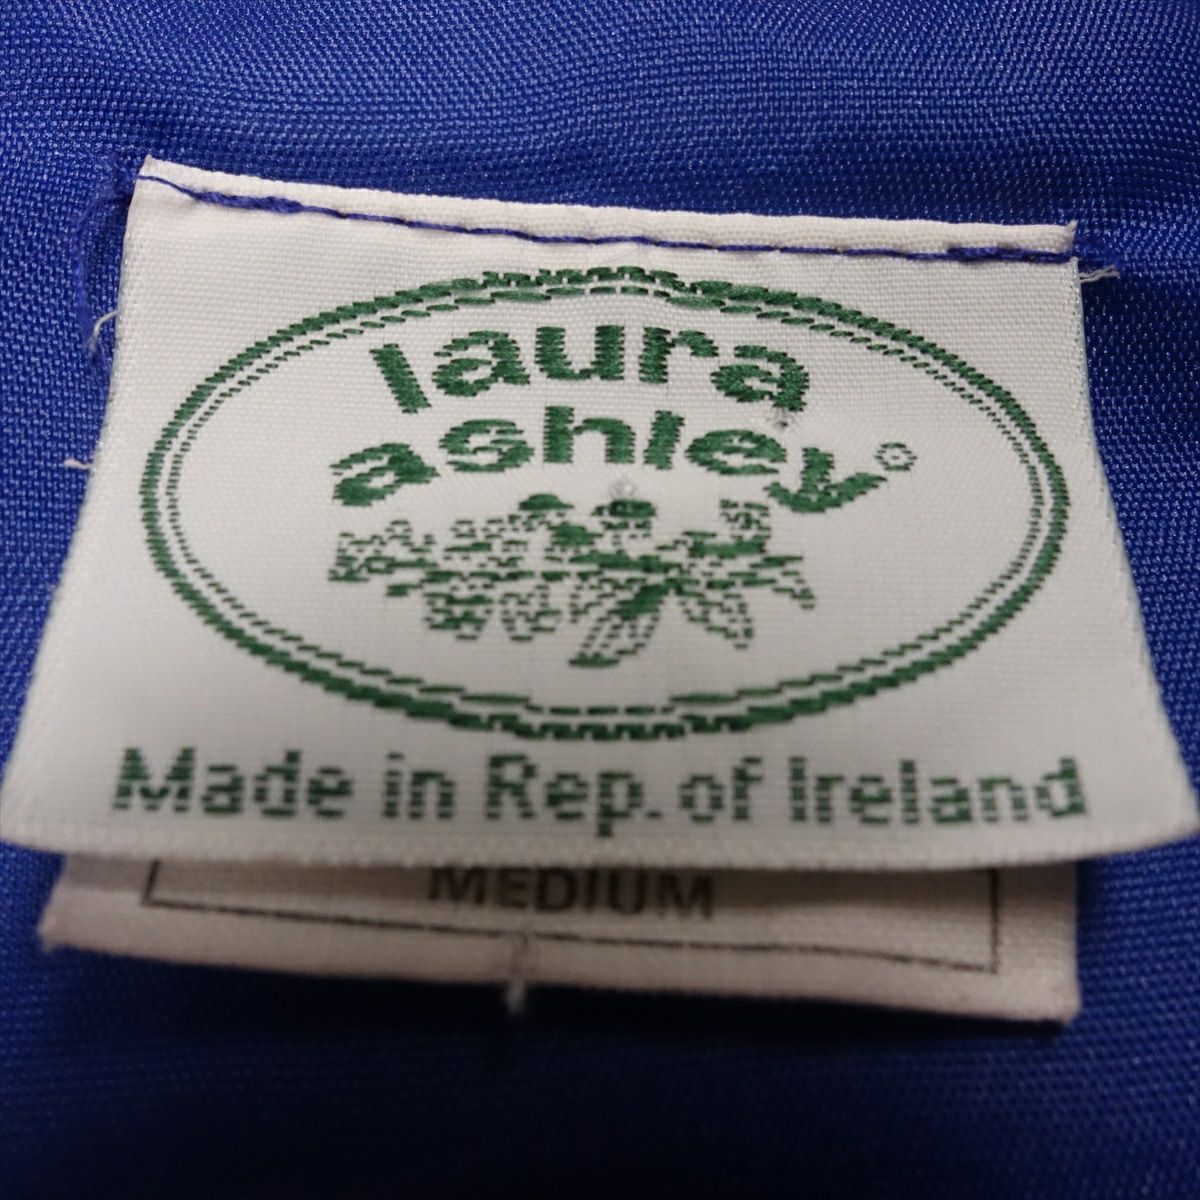 laura
ashley®
Made in Rep. of Ireland
MEDIUM